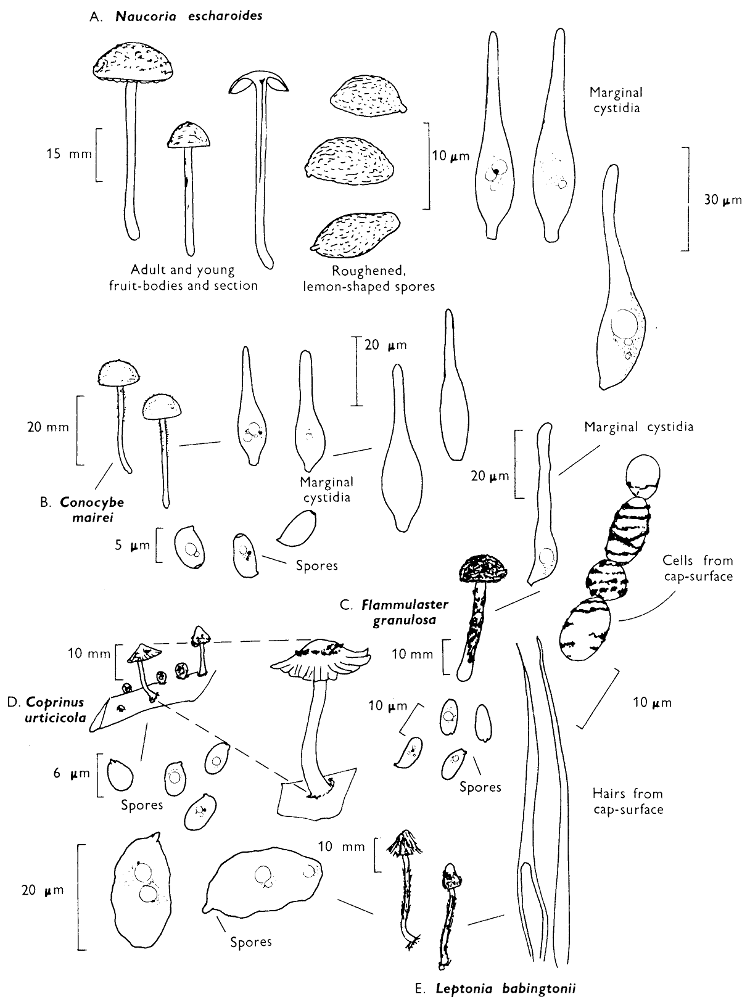 A. Naucoria escharoides
Marginal
cystidia
15 mm
10 µm
30 µm
Adult and young
fruit-bodies and section
Roughened,
lemon-shaped spores
20 µm
20 mm
Marginal
cystidia
B. Conocybe
mairei
5 µm
Spores
Marginal cystidia
20 µm
Cells from
cap-surface
C. Flammulaster
granulosa
10 mm
10 µm
10 µm
Spores
Hairs from
cap-surface
10 mm
D. Coprinus
urticicola
6 µm
Spores
10 mm
20 µm
Spores
E. Leptonia babingtonii